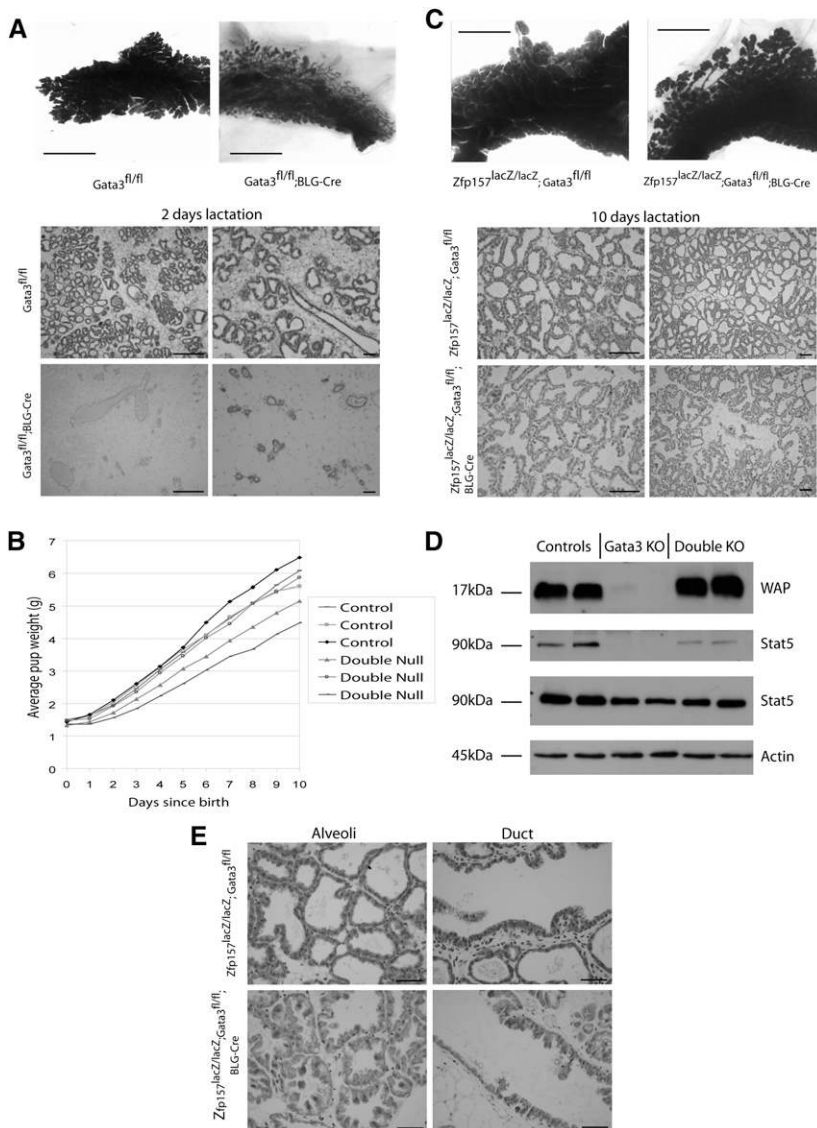 A
Gata3fl/fl
Gata3fl/fl;BLG-Cre
2 days lactation
Gata3fl/fl
Gata3fl/fl;BLG-Cre
C
Zfp157lacZ/lacZ; Gata3fl/fl
Zfp157lacZ/lacZ;Gata3fl/fl;BLG-Cre
10 days lactation
Zfp157lacZ/lacZ; Gata3fl/fl
Zfp157lacZ/lacZ;Gata3fl/fl;
BLG-Cre
B
Average pup weight (g)
7
6
5
4
3
2
1
0
0 1 2 3 4 5 6 7 8 9 10
Days since birth
Control
Control
Control
Double Null
Double Null
Double Null
D
Controls Gata3 KO Double KO
17kDa WAP
90kDa Stat5
90kDa Stat5
45kDa Actin
E
Alveoli Duct
Zfp157lacZ/lacZ; Gata3fl/fl
Zfp157lacZ/lacZ;Gata3fl/fl;
BLG-Cre